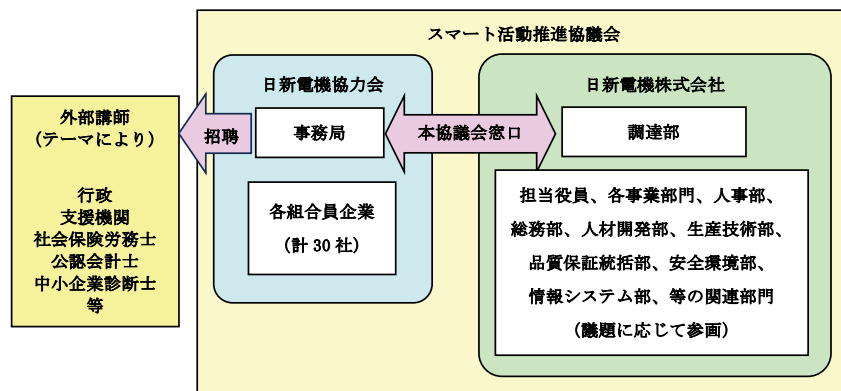 スマート活動推進協議会
日新電機協力会
日新電機株式会社
外部講師
(テーマにより)
招聘
事務局
本協議会窓口
調達部
行政
支援機関
社会保険労務士
公認会計士
中小企業診断士
等
各組合員企業
(計 30 社)
担当役員、各事業部門、人事部、
総務部、人材開発部、生産技術部、
品質保証統括部、安全環境部、
情報システム部、等の関連部門
(議題に応じて参画)